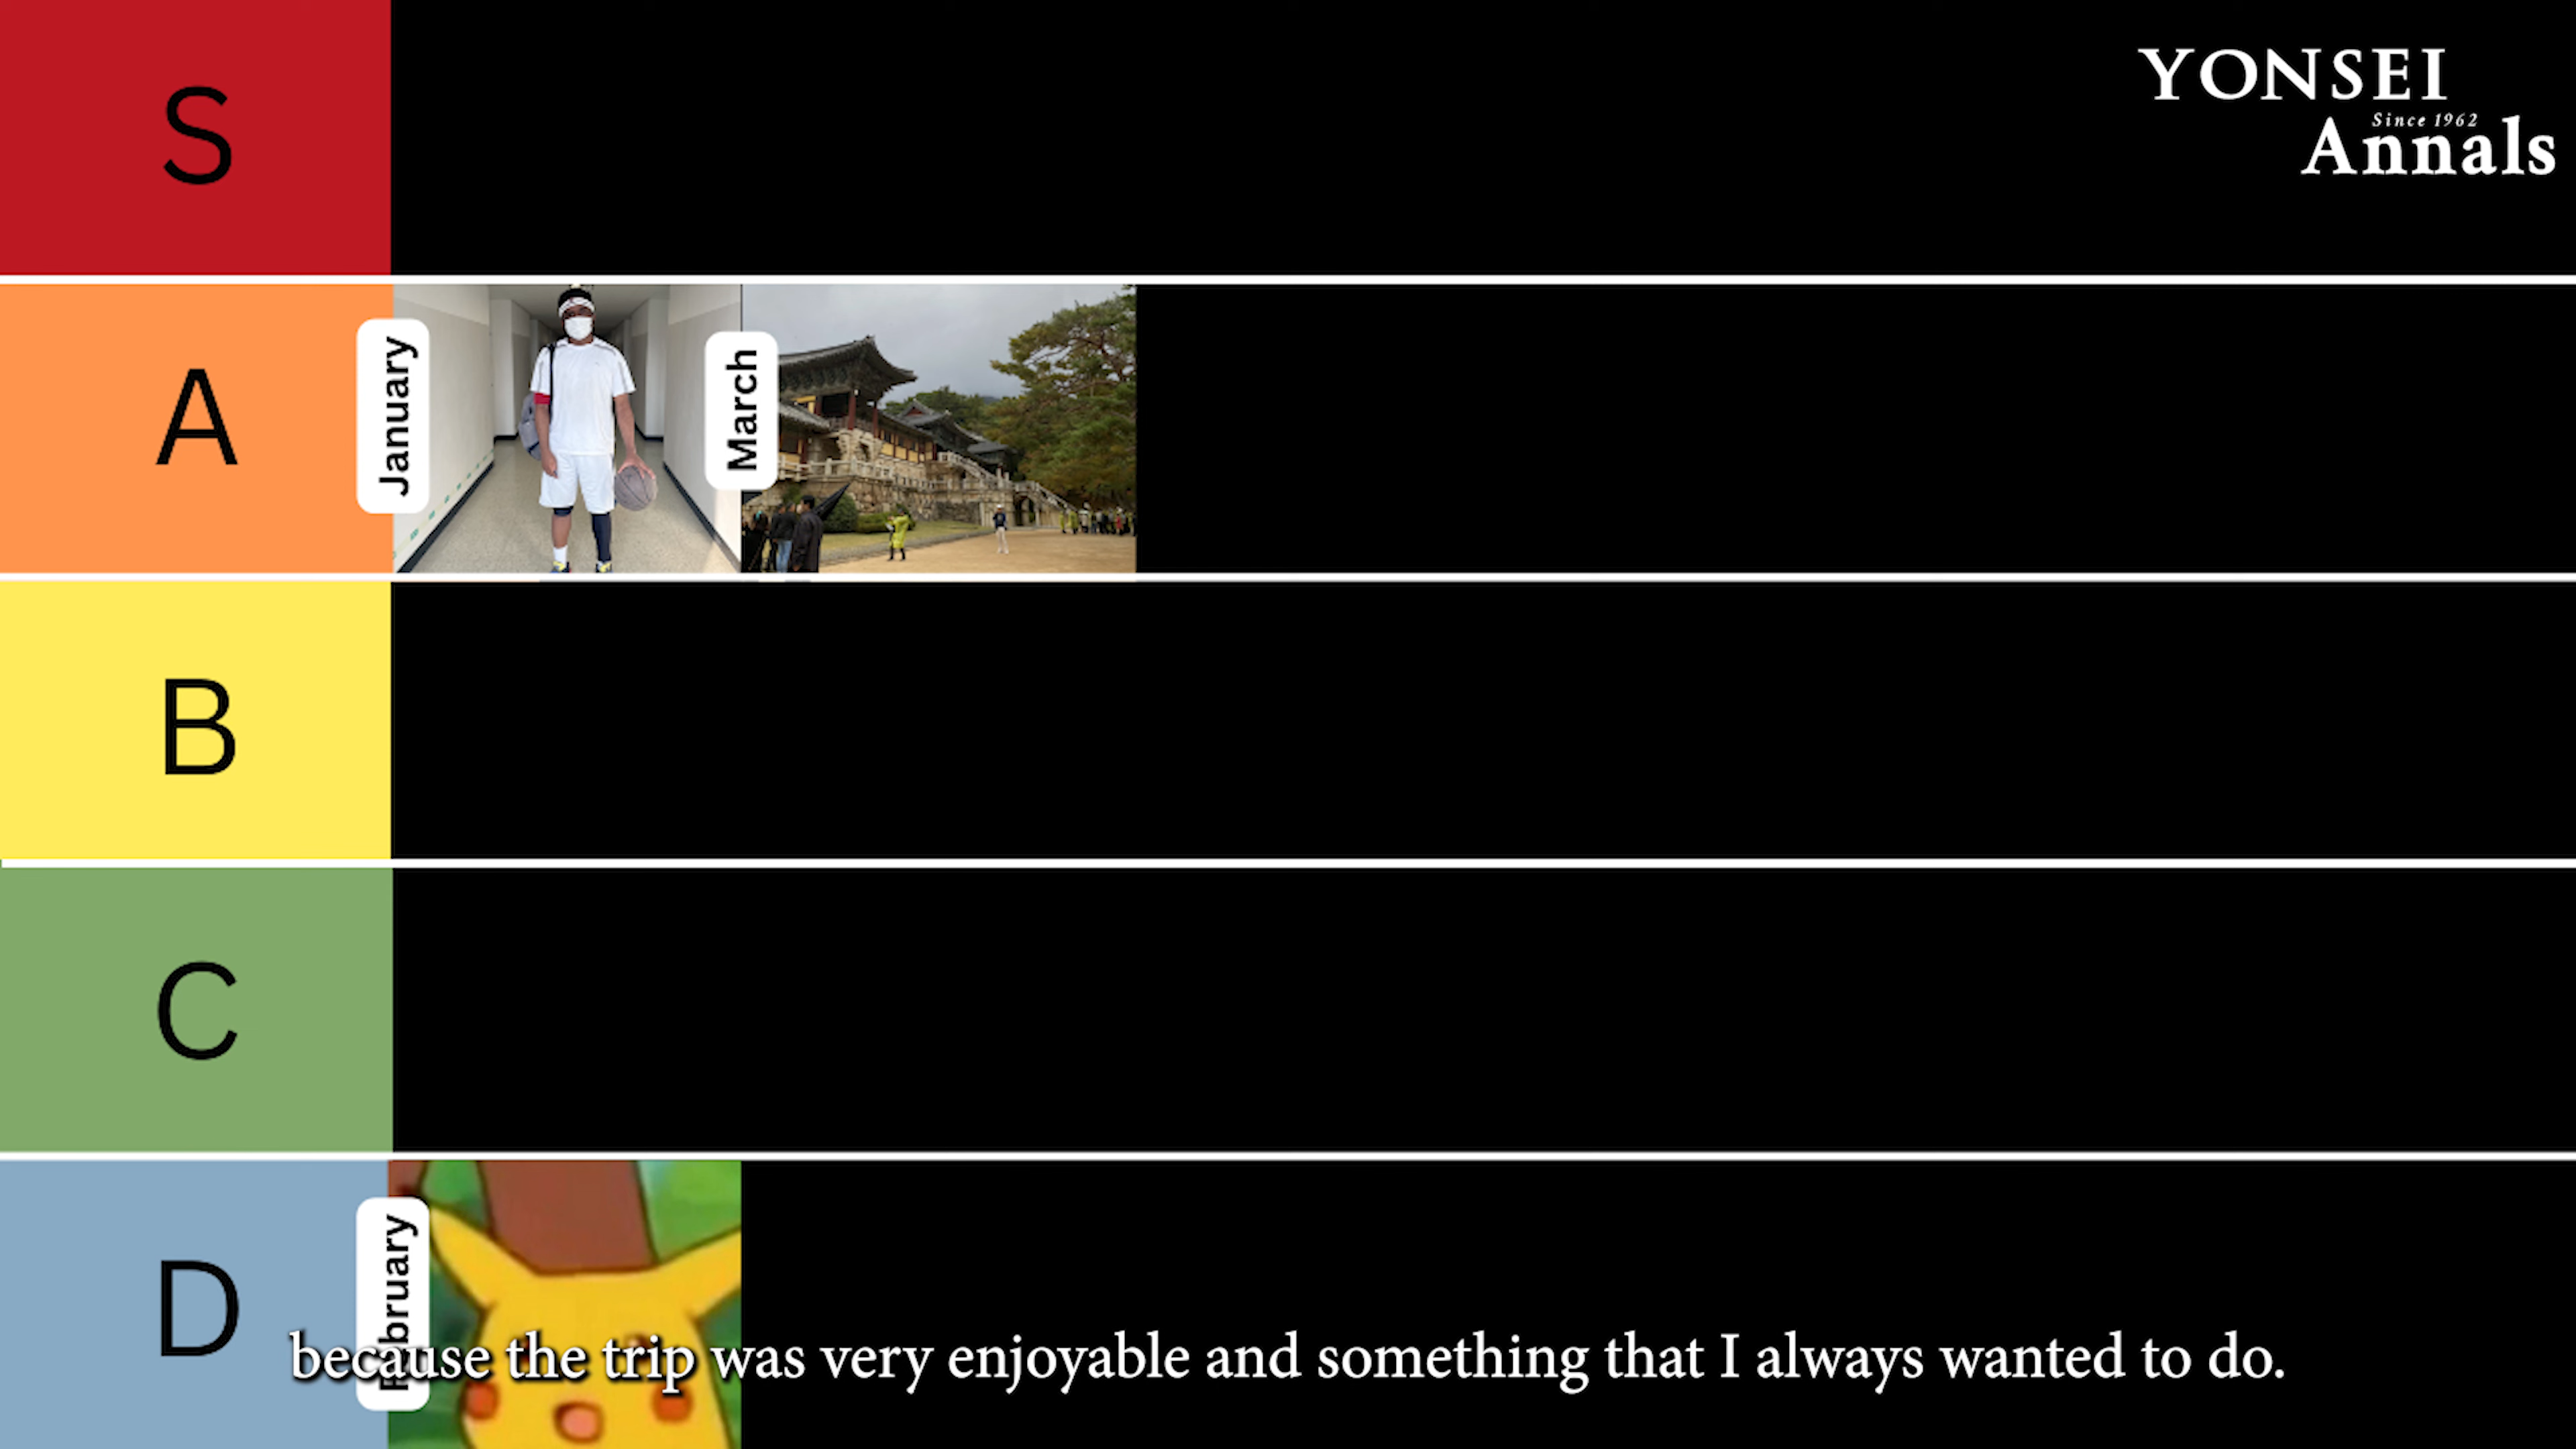 S
YONSEI
Since 1962
Annals
A
January
March
B
C
D
February
because the trip was very enjoyable and something that I always wanted to do.